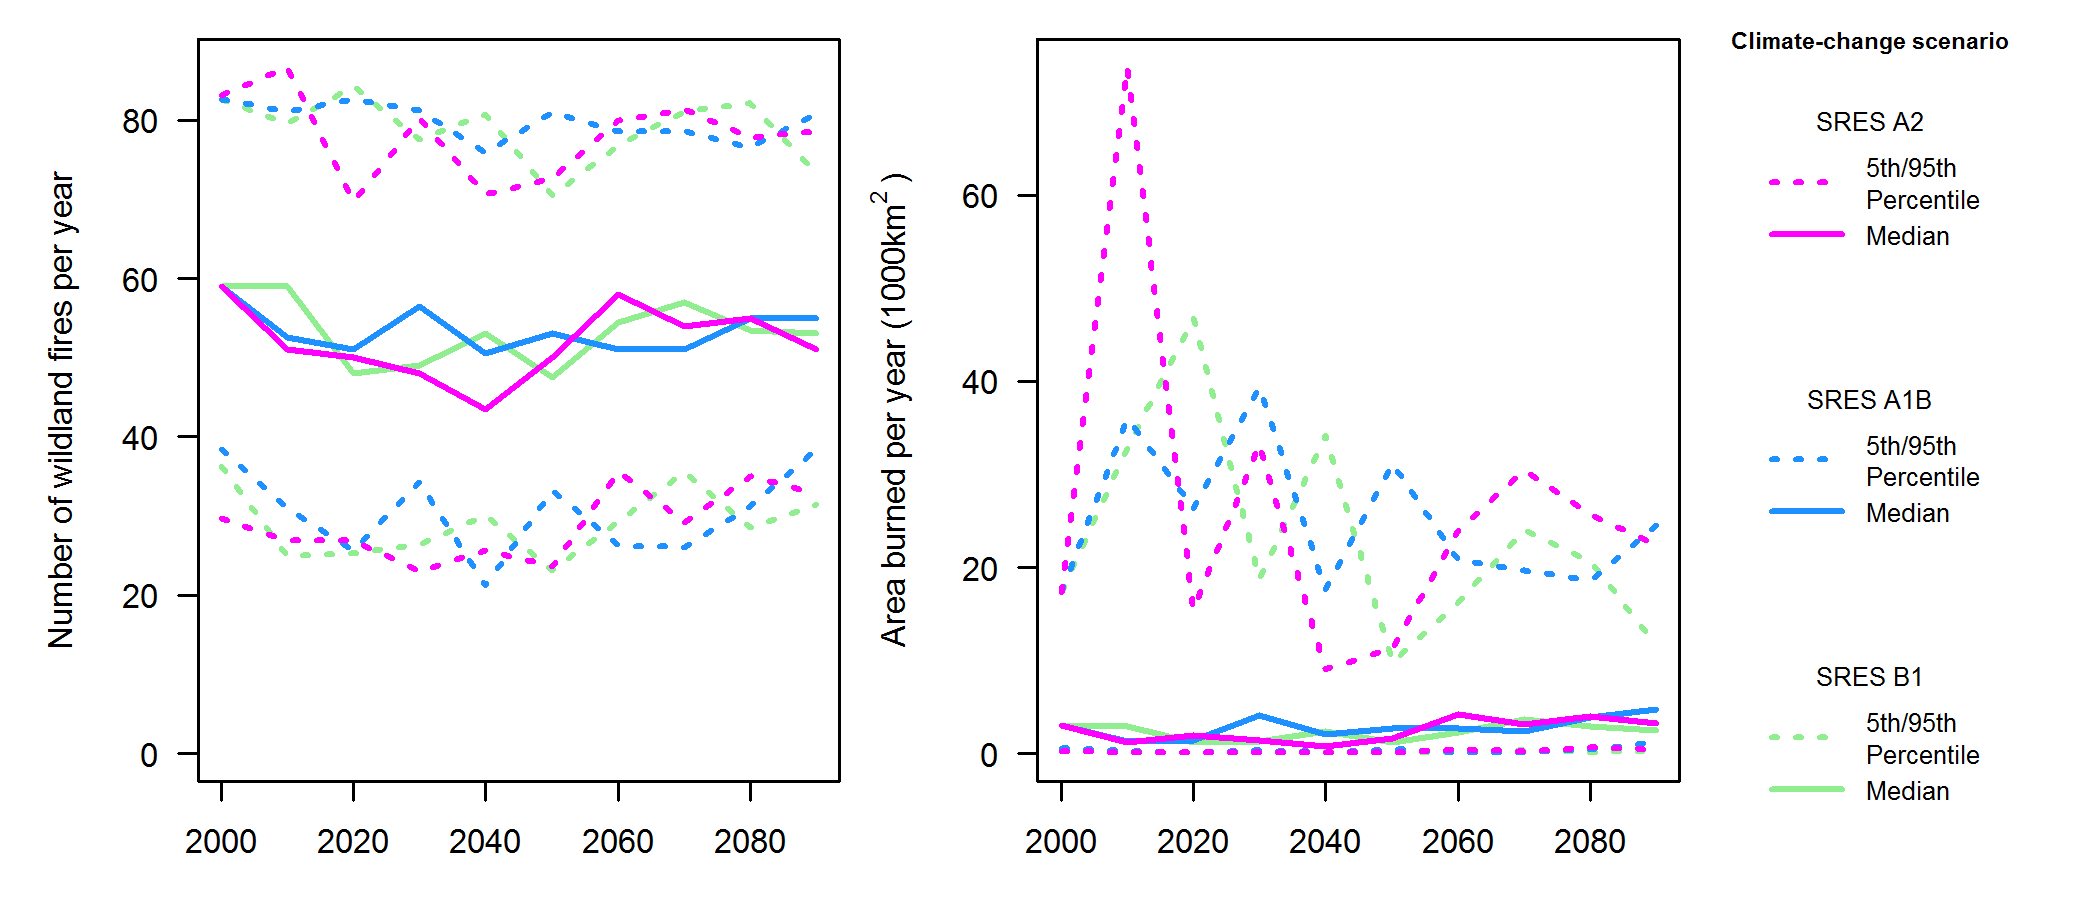 Number of wildland fires per year
80
60
40
20
0
2000 2020 2040 2060 2080
Area burned per year (1000km²)
60
40
20
0
2000 2020 2040 2060 2080
Climate-change scenario
SRES A2
5th/95th
Percentile
Median
SRES A1B
5th/95th
Percentile
Median
SRES B1
5th/95th
Percentile
Median